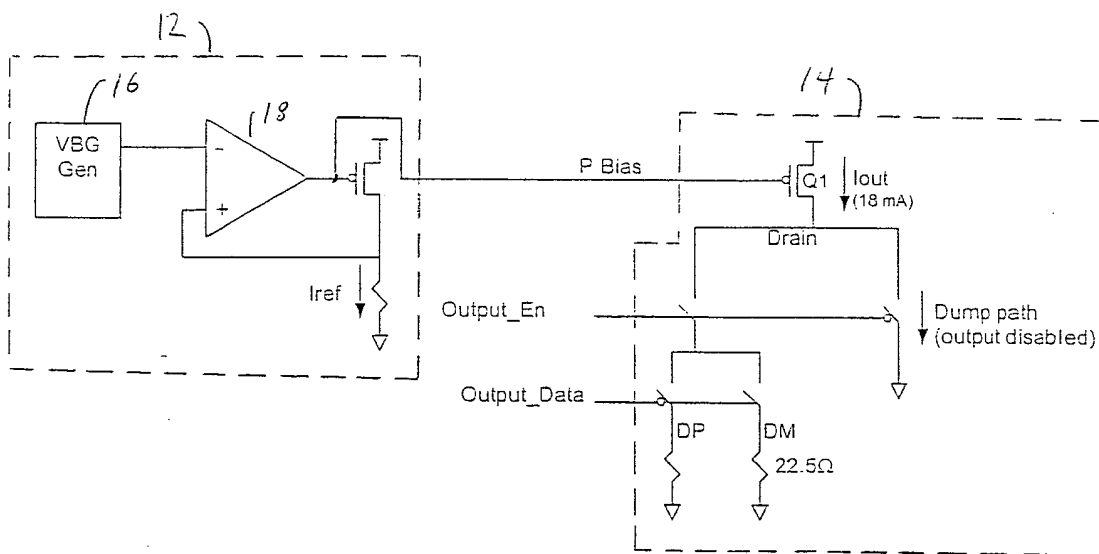 12
14
16
18
VBG
Gen
-
+
P Bias
Q1
Iout
(18 mA)
Drain
Iref
Output_En
Dump path
(output disabled)
Output_Data
DP
DM
22.5Ω